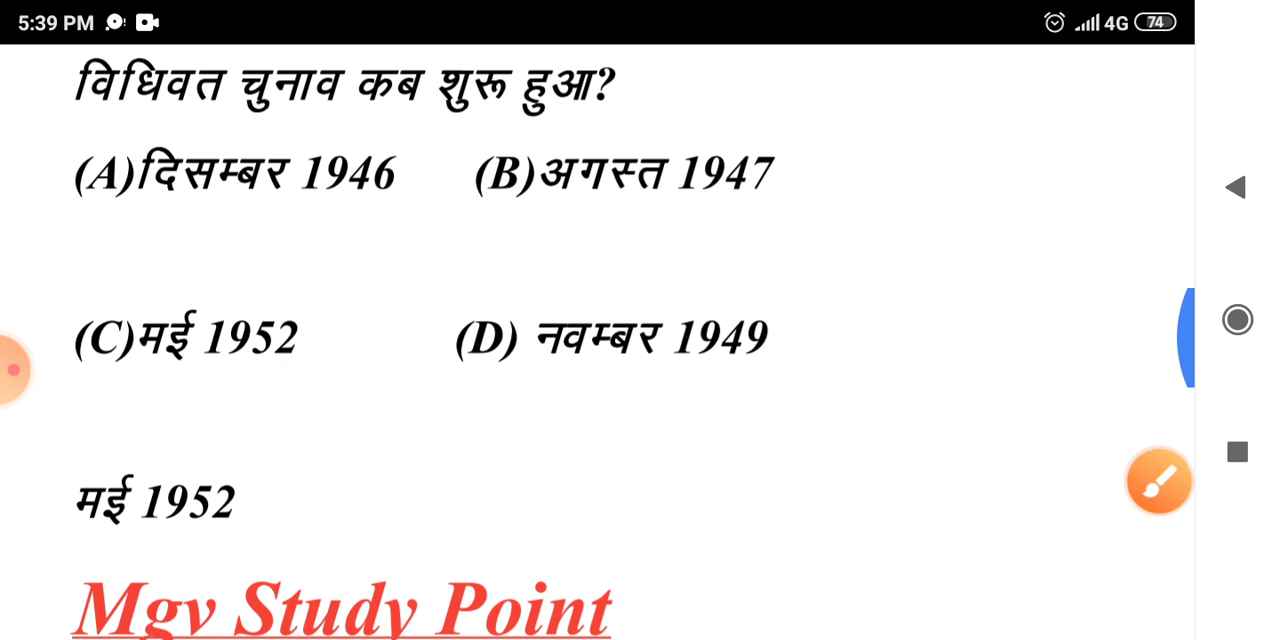 5:39 PM 4G 74
विधिवत चुनाव कब शुरू हुआ?
(A)दिसम्बर 1946 (B)अगस्त 1947
(C)मई 1952 (D) नवम्बर 1949
मई 1952
Mgv Study Point